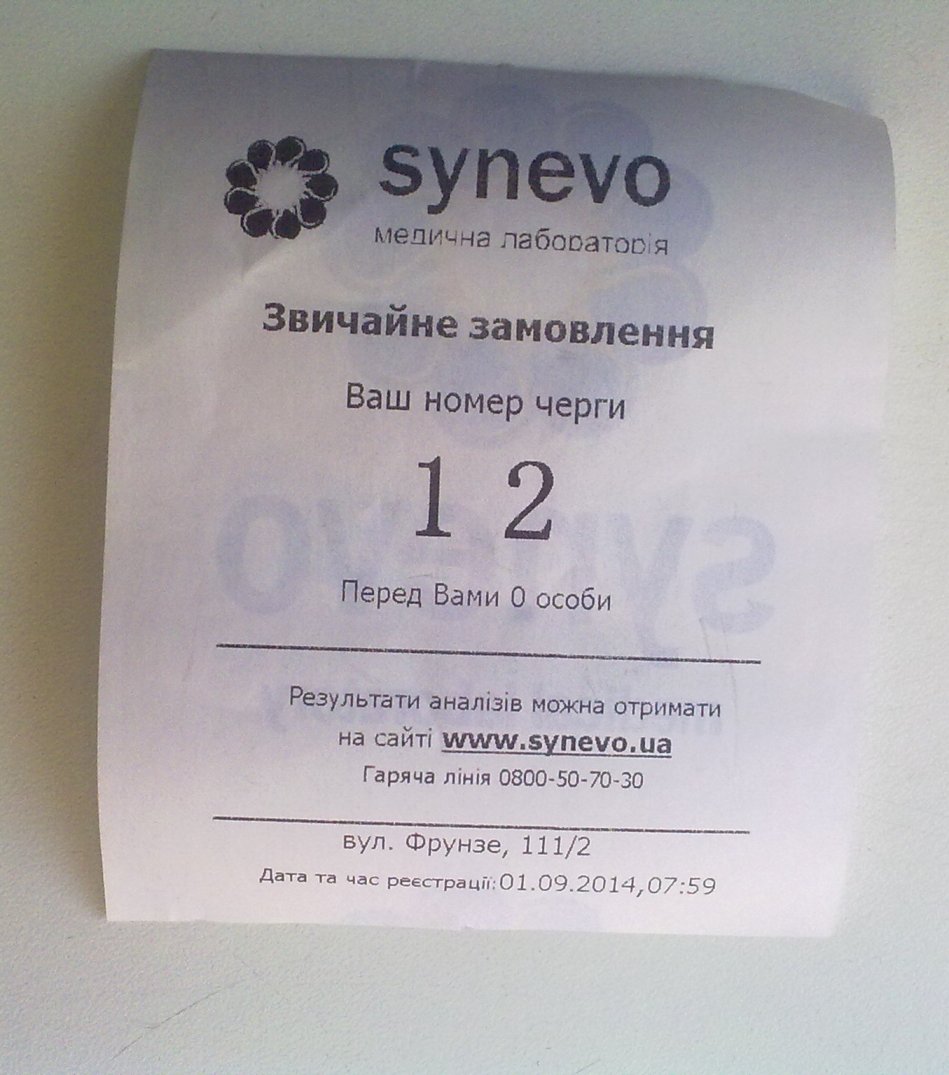 synevo
медична лабораторія
Звичайне замовлення
Ваш номер черги
1 2
Перед Вами 0 особи
Результати аналізів можна отримати
на сайті www.synevo.ua
Гаряча лінія 0800-50-70-30
вул. Фрунзе, 111/2
Дата та час реєстрації:01.09.2014,07:59